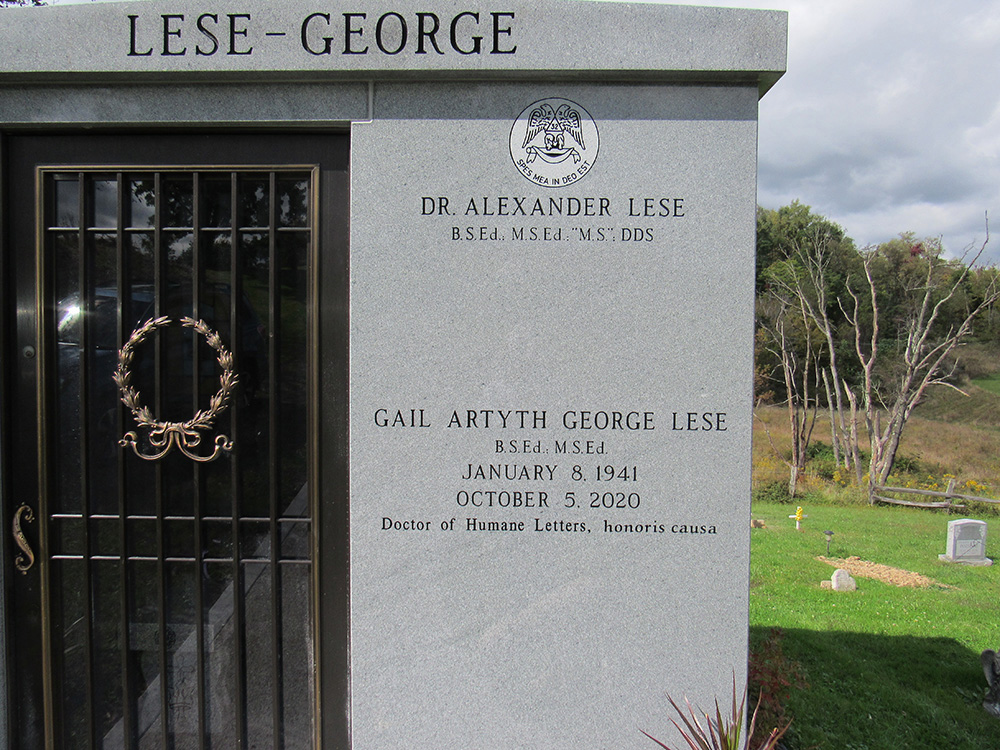 LESE-GEORGE
32
SPES MEA IN DEO EST
DR. ALEXANDER LESE
B.S.Ed., M.S.Ed., "M.S.", DDS
GAIL ARTYTH GEORGE LESE
B.S.Ed., M.S.Ed.
JANUARY 8, 1941
OCTOBER 5, 2020
Doctor of Humane Letters, honoris causa